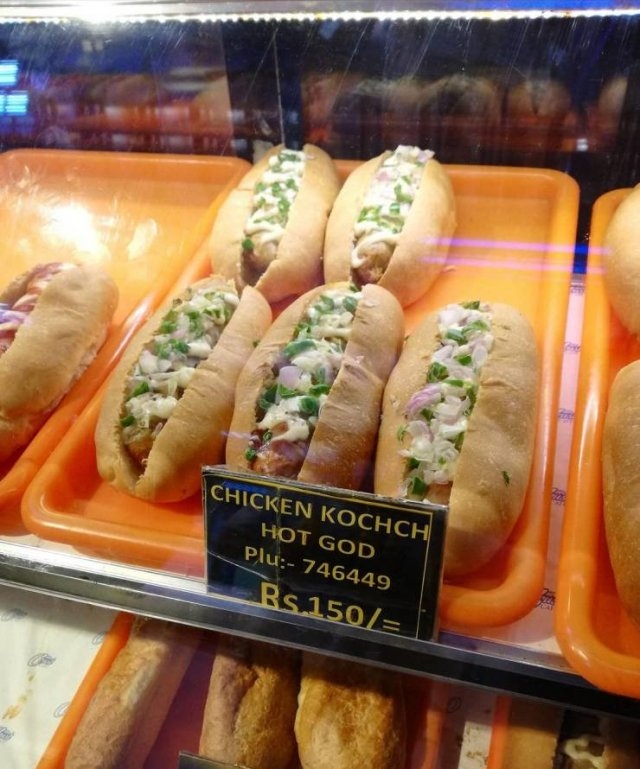 CHICKEN KOCHCH
HOT GOD
Plu:- 746449
Rs.150/=